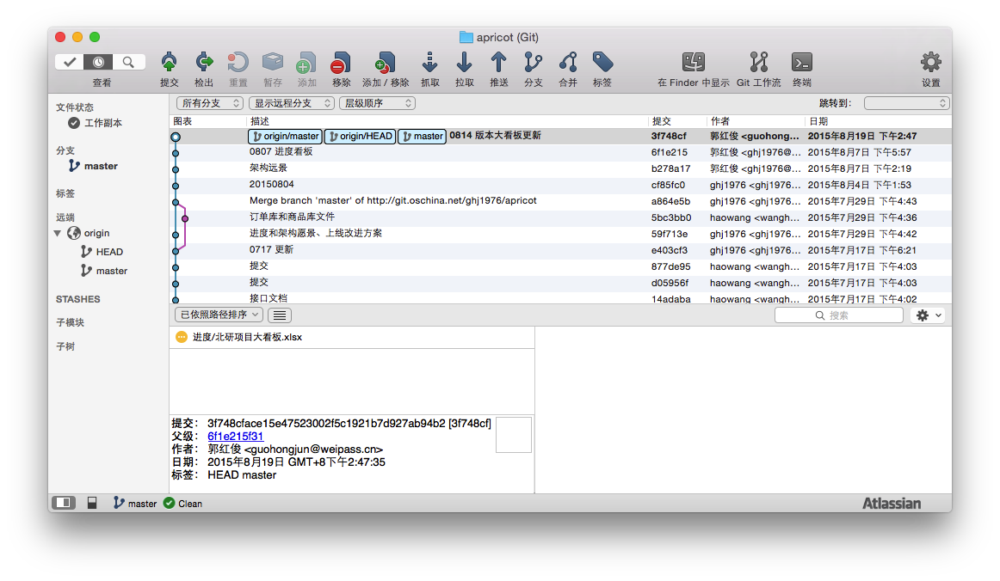 apricot (Git)
查看 提交 检出 重置 暂存 添加 移除 添加 / 移除 抓取 拉取 推送 分支 合并 标签 在 Finder 中显示 Git 工作流 终端 设置
文件状态
工作副本
分支
master
标签
远端
origin
HEAD
master
STASHES
子模块
子树
所有分支 显示远程分支 层级顺序 跳转到：
图表 描述 提交 作者 日期
origin/master origin/HEAD master 0814 版本大看板更新 3f748cf 郭红俊 <guohong... 2015年8月19日 下午2:47
0807 进度看板 6f1e215 郭红俊 <ghj1976@... 2015年8月7日 下午5:57
架构远景 b278a17 郭红俊 <ghj1976@... 2015年8月7日 下午2:19
20150804 cf85fc0 ghj1976 <ghj1976... 2015年8月4日 下午1:53
Merge branch 'master' of http://git.oschina.net/ghj1976/apricot a864e5b ghj1976 <ghj1976... 2015年7月29日 下午4:43
订单库和商品库文件 5bc3bb0 haowang <wangh... 2015年7月29日 下午4:36
进度和架构愿景、上线改进方案 59f713e ghj1976 <ghj1976... 2015年7月29日 下午4:42
0717 更新 e403cf3 ghj1976 <ghj1976... 2015年7月17日 下午6:21
提交 877de95 haowang <wangh... 2015年7月17日 下午4:03
提交 d05956f haowang <wangh... 2015年7月17日 下午4:03
接口文档 14adaba haowang <wangh... 2015年7月17日 下午4:02
已依照路径排序 搜索
进度/北研项目大看板.xlsx
提交： 3f748cface15e47523002f5c1921b7d927ab94b2 [3f748cf]
父级： 6f1e215f31
作者： 郭红俊 <guohongjun@weipass.cn>
日期： 2015年8月19日 GMT+8下午2:47:35
标签： HEAD master
master Clean Atlassian